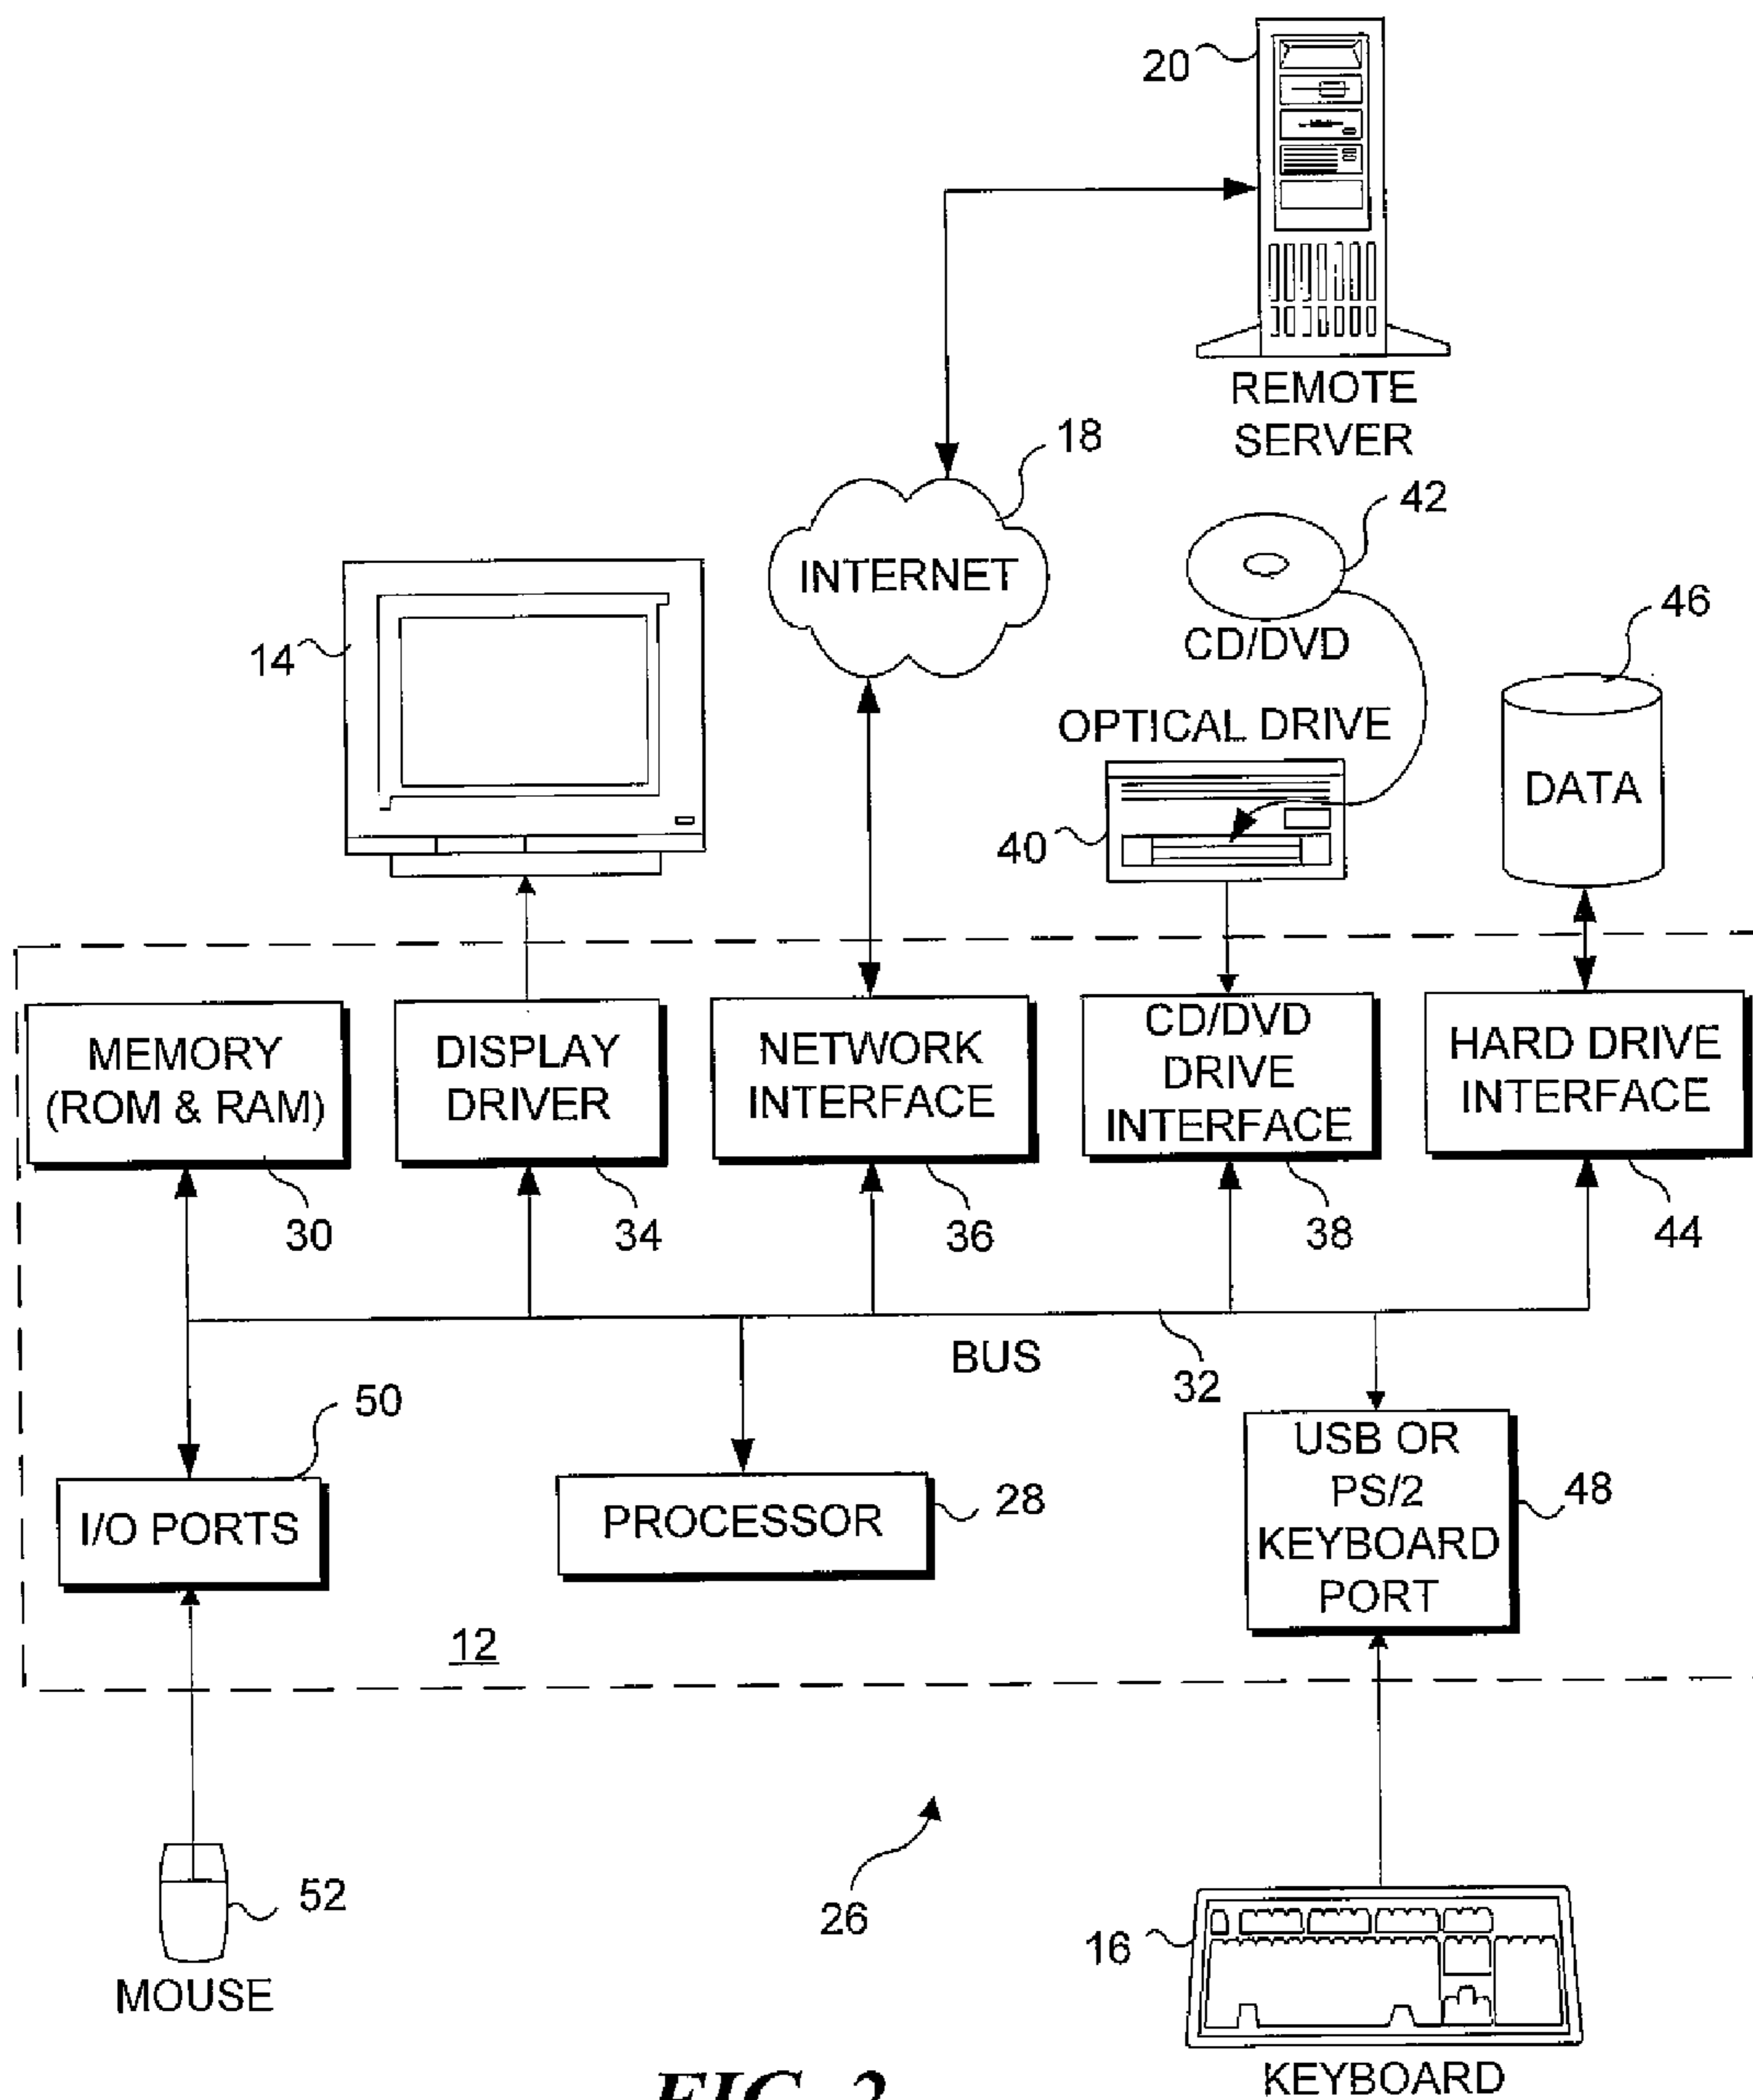 20
REMOTE
SERVER
18
INTERNET
42
CD/DVD
46
14
OPTICAL DRIVE
DATA
40
MEMORY
(ROM & RAM)
DISPLAY
DRIVER
NETWORK
INTERFACE
CD/DVD
DRIVE
INTERFACE
HARD DRIVE
INTERFACE
30
34
36
38
44
BUS
32
50
I/O PORTS
PROCESSOR
28
USB OR
PS/2
KEYBOARD
PORT
48
12
52
MOUSE
26
16
KEYBOARD
FIG. 2